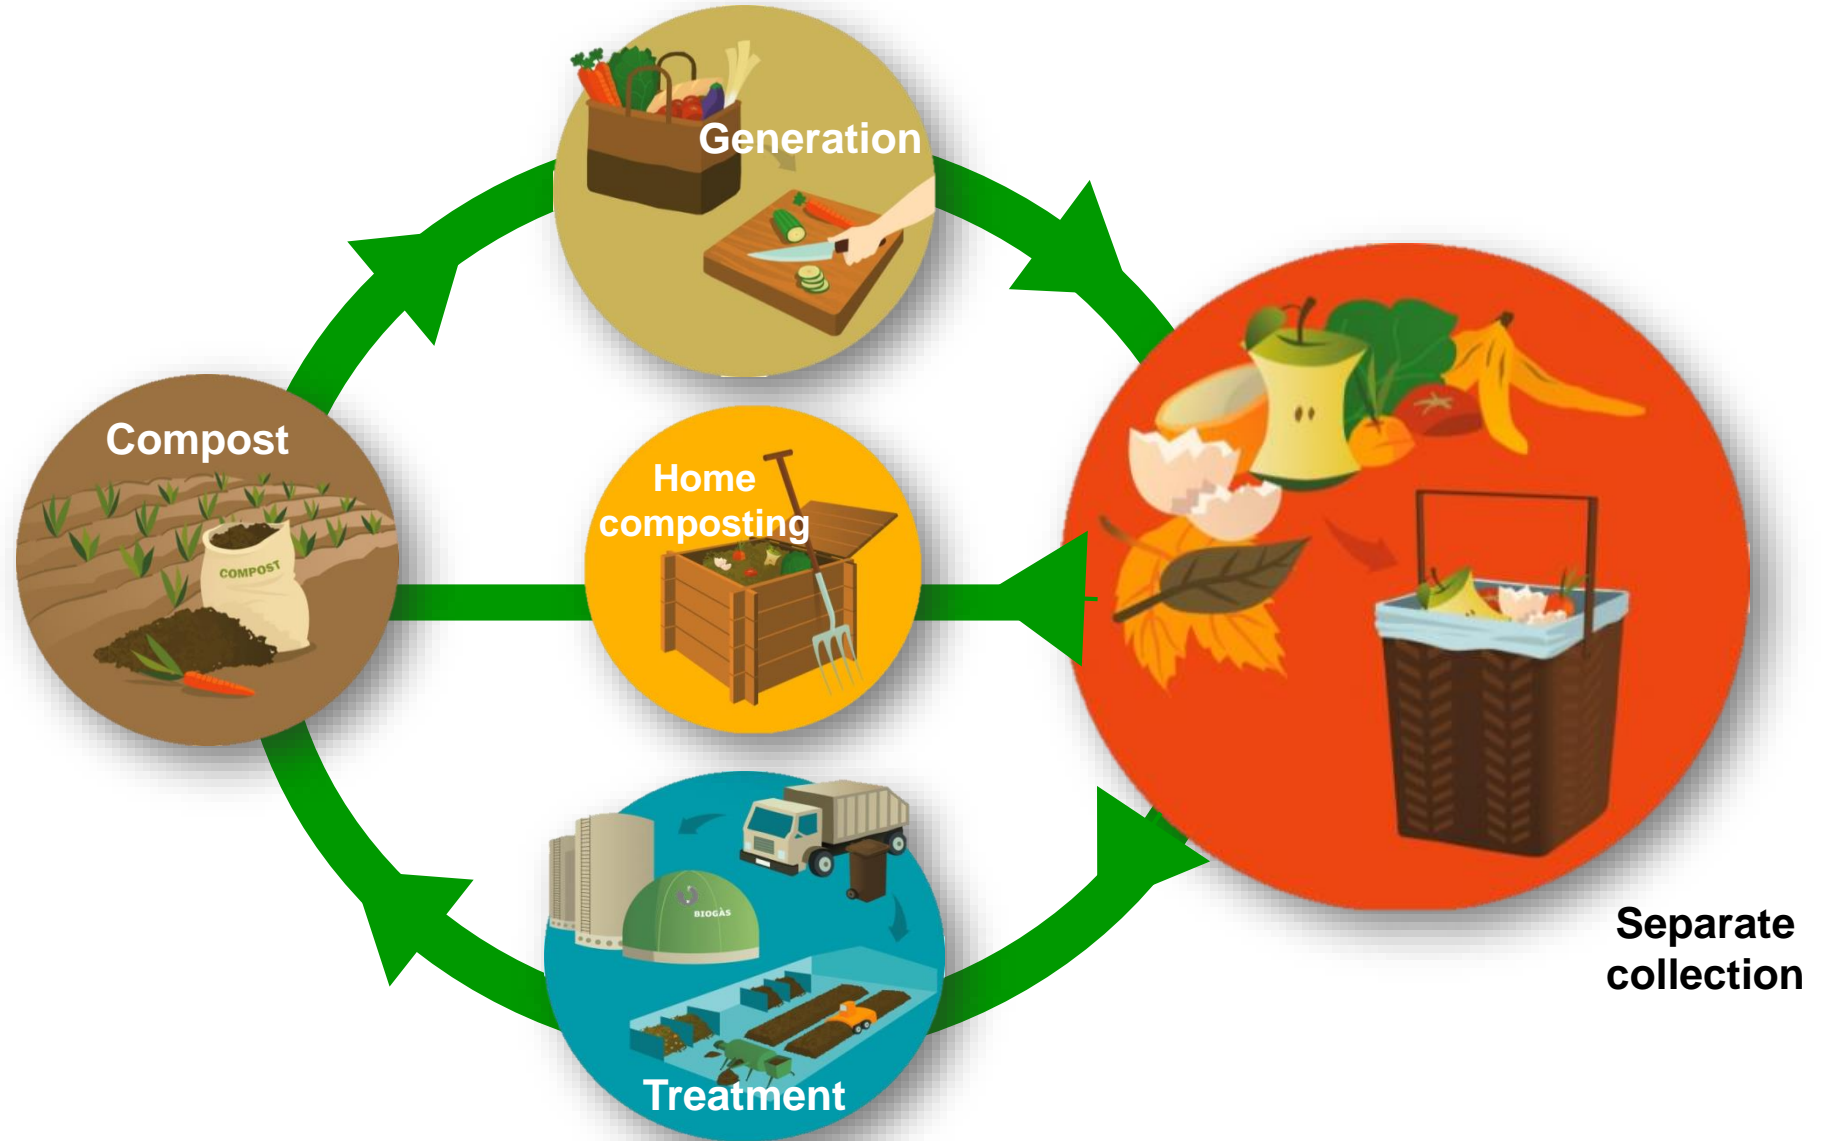 Generation
Compost
COMPOST
Home
composting
BIOGÀS
Treatment
Separate
collection